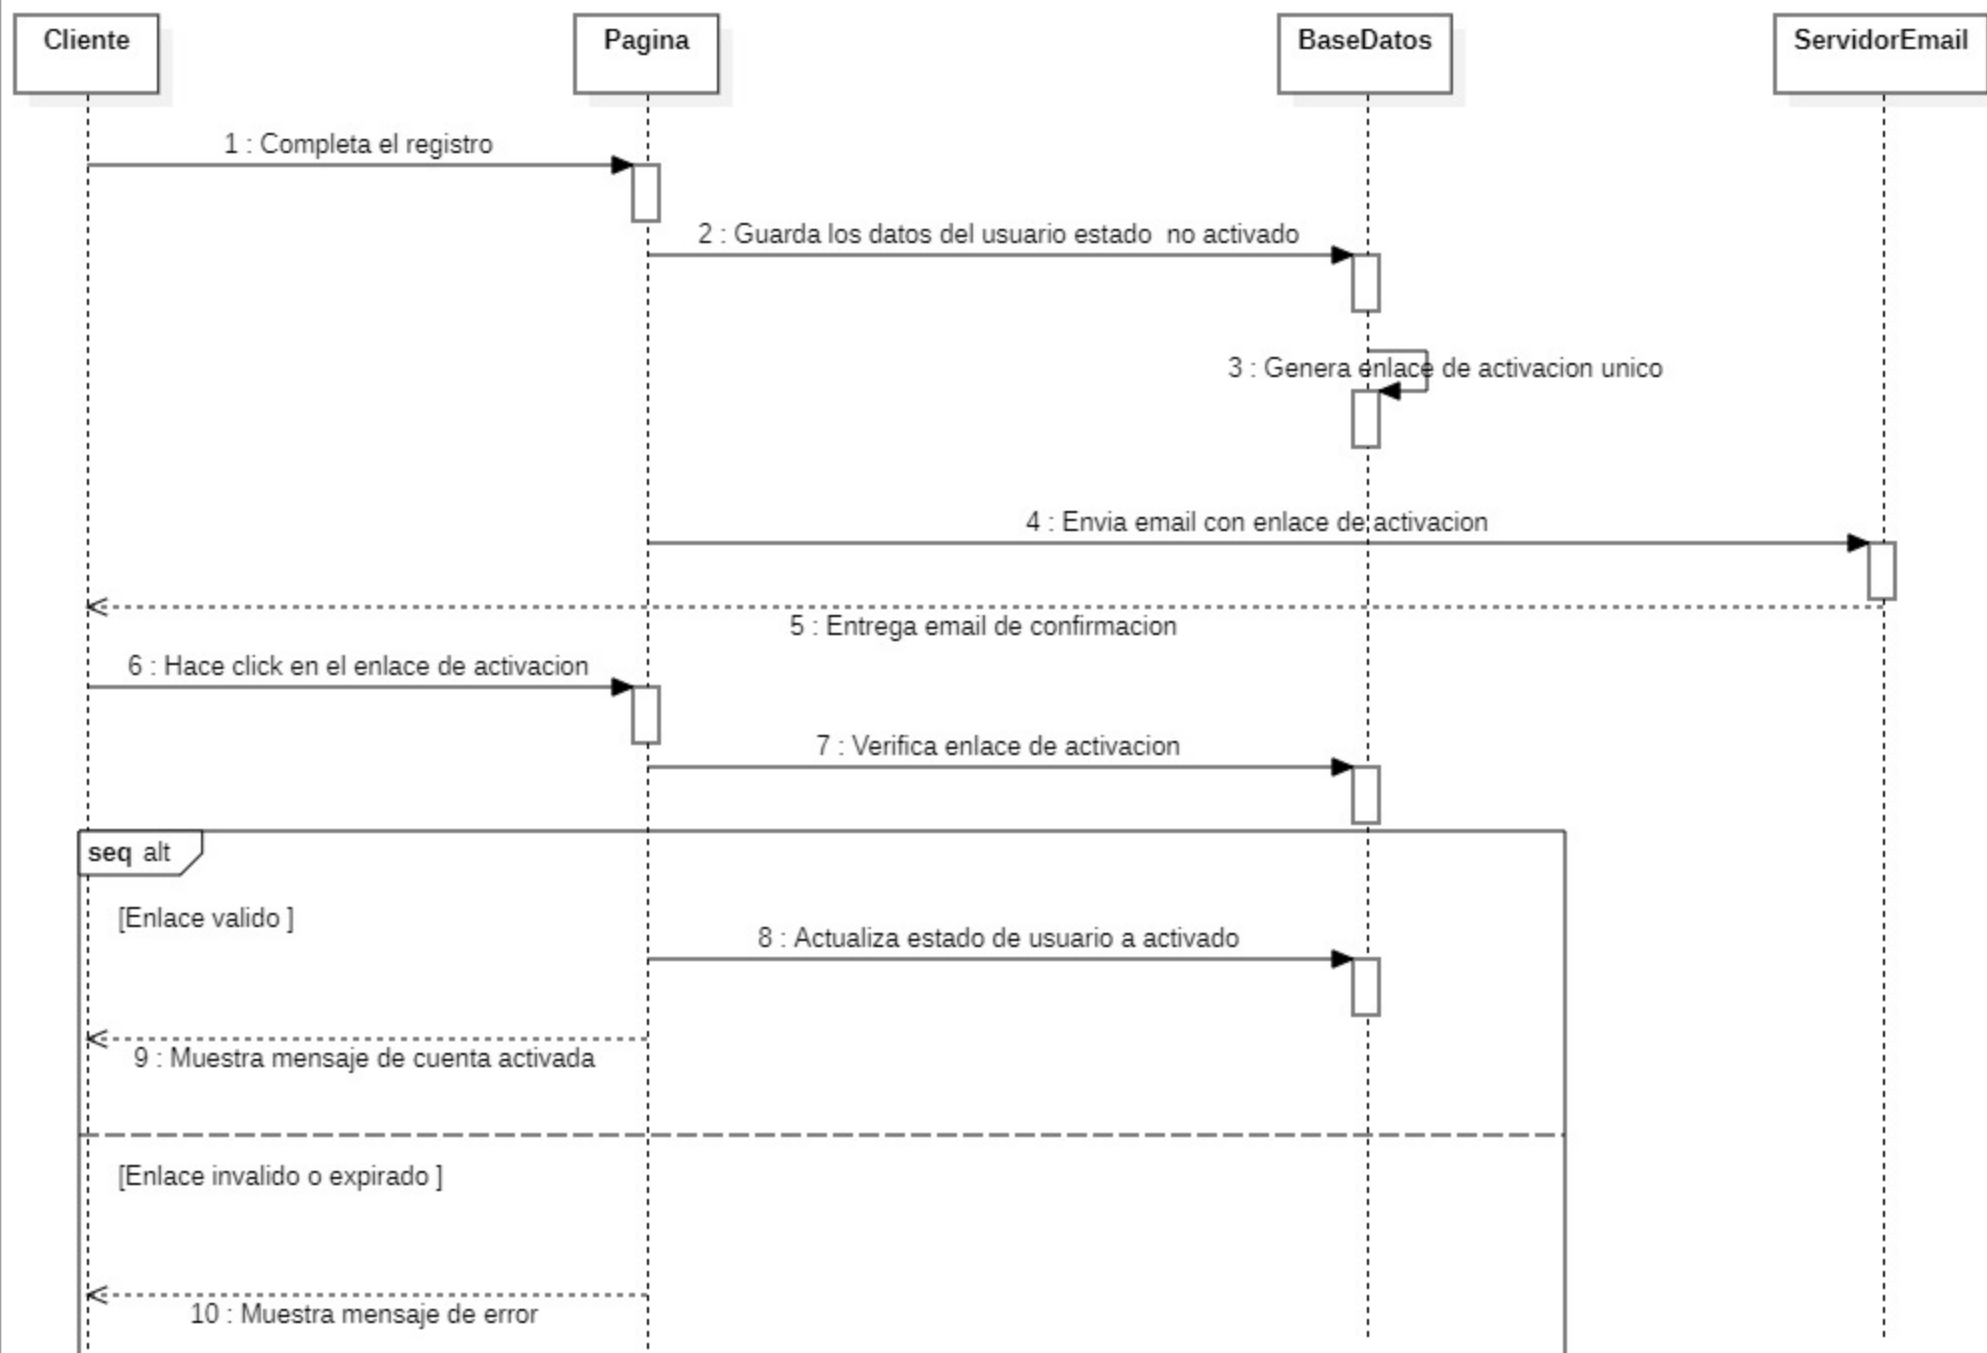 Cliente
Pagina
BaseDatos
ServidorEmail
1 : Completa el registro
2 : Guarda los datos del usuario estado  no activado
3 : Genera enlace de activacion unico
4 : Envia email con enlace de activacion
5 : Entrega email de confirmacion
6 : Hace click en el enlace de activacion
7 : Verifica enlace de activacion
seq alt
[Enlace valido ]
8 : Actualiza estado de usuario a activado
9 : Muestra mensaje de cuenta activada
[Enlace invalido o expirado ]
10 : Muestra mensaje de error